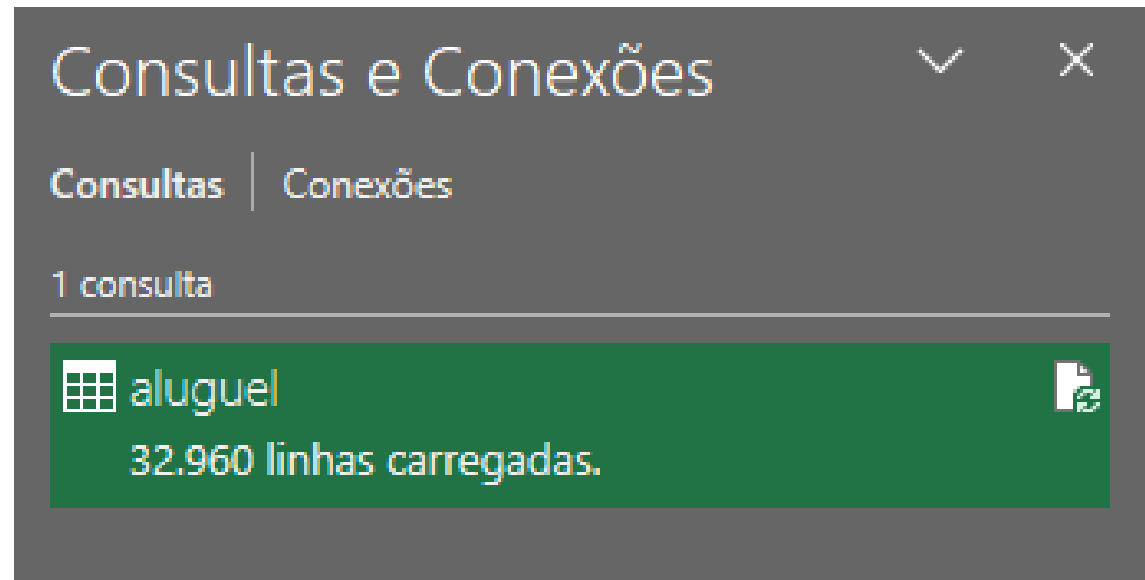 Consultas e Conexões
Consultas | Conexões
1 consulta
aluguel
32.960 linhas carregadas.